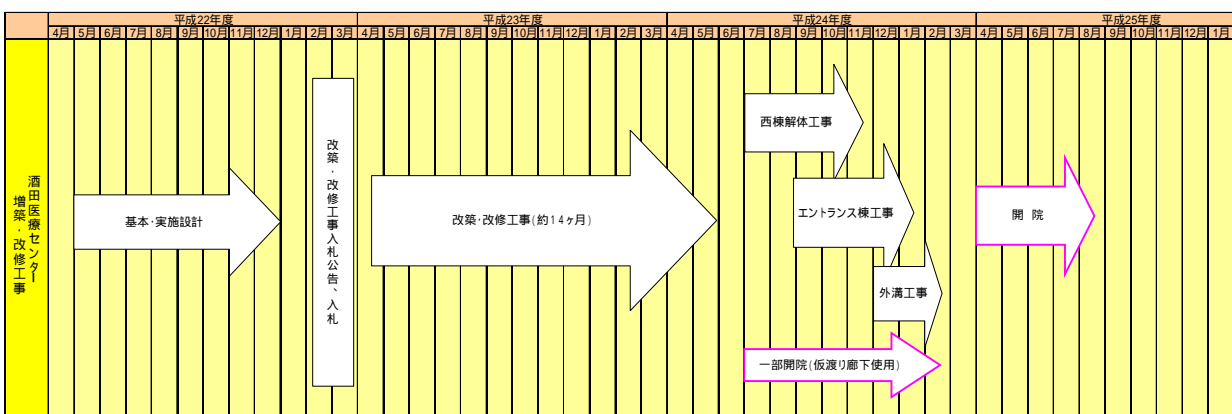 平成22年度 平成23年度 平成24年度 平成25年度
4月 5月 6月 7月 8月 9月 10月 11月 12月 1月 2月 3月 4月 5月 6月 7月 8月 9月 10月 11月 12月 1月 2月 3月 4月 5月 6月 7月 8月 9月 10月 11月 12月 1月 2月 3月 4月 5月 6月 7月 8月 9月 10月 11月 12月 1月
酒田医療センター
増築・改修工事
基本・実施設計
改築・改修工事入札公告、入札
改築・改修工事(約14ヶ月)
西棟解体工事
エントランス棟工事
外溝工事
一部開院(仮渡り廊下使用)
開 院